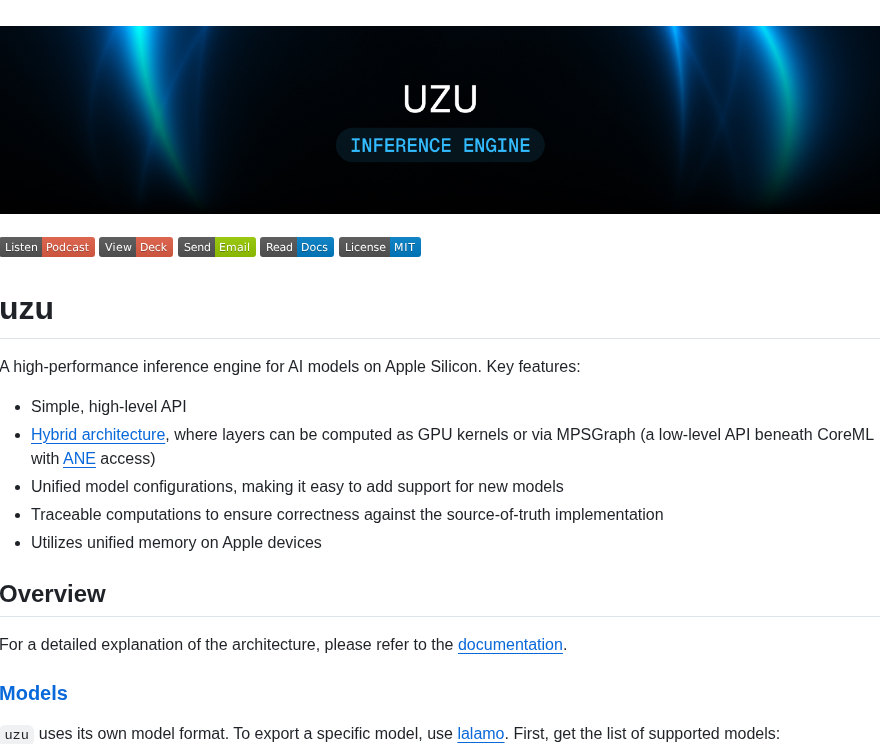 UZU
INFERENCE ENGINE
Listen Podcast View Deck Send Email Read Docs License MIT
uzu
A high-performance inference engine for AI models on Apple Silicon. Key features:
• Simple, high-level API
• Hybrid architecture, where layers can be computed as GPU kernels or via MPSGraph (a low-level API beneath CoreML
with ANE access)
• Unified model configurations, making it easy to add support for new models
• Traceable computations to ensure correctness against the source-of-truth implementation
• Utilizes unified memory on Apple devices
Overview
For a detailed explanation of the architecture, please refer to the documentation.
Models
uzu uses its own model format. To export a specific model, use lalamo. First, get the list of supported models: